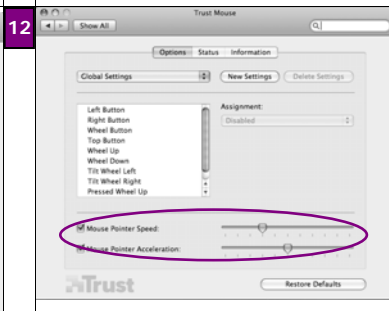 12
Trust Mouse
Show All
Options Status Information
Global Settings New Settings Delete Settings
Left Button
Right Button
Wheel Button
Top Button
Wheel Up
Wheel Down
Tilt Wheel Left
Tilt Wheel Right
Pressed Wheel Up
Assignment:
Disabled
Mouse Pointer Speed:
Mouse Pointer Acceleration:
Trust
Restore Defaults